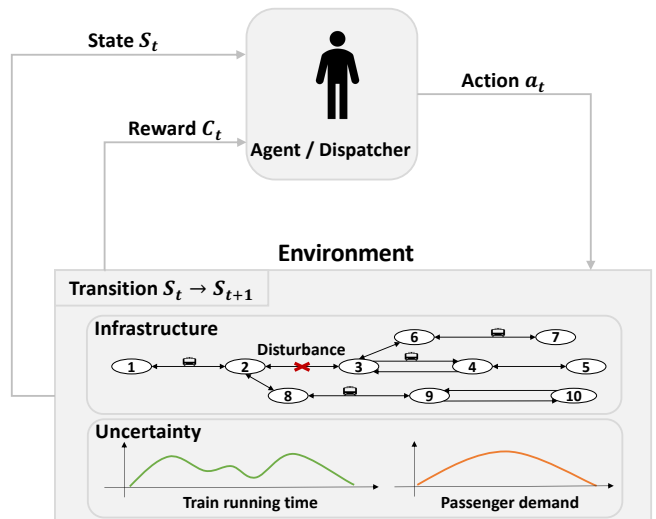 State S_t
Action a_t
Reward C_t
Agent / Dispatcher
Environment
Transition S_t → S_{t+1}
Infrastructure
6
7
Disturbance
1
2
3
4
5
8
9
10
Uncertainty
Train running time
Passenger demand